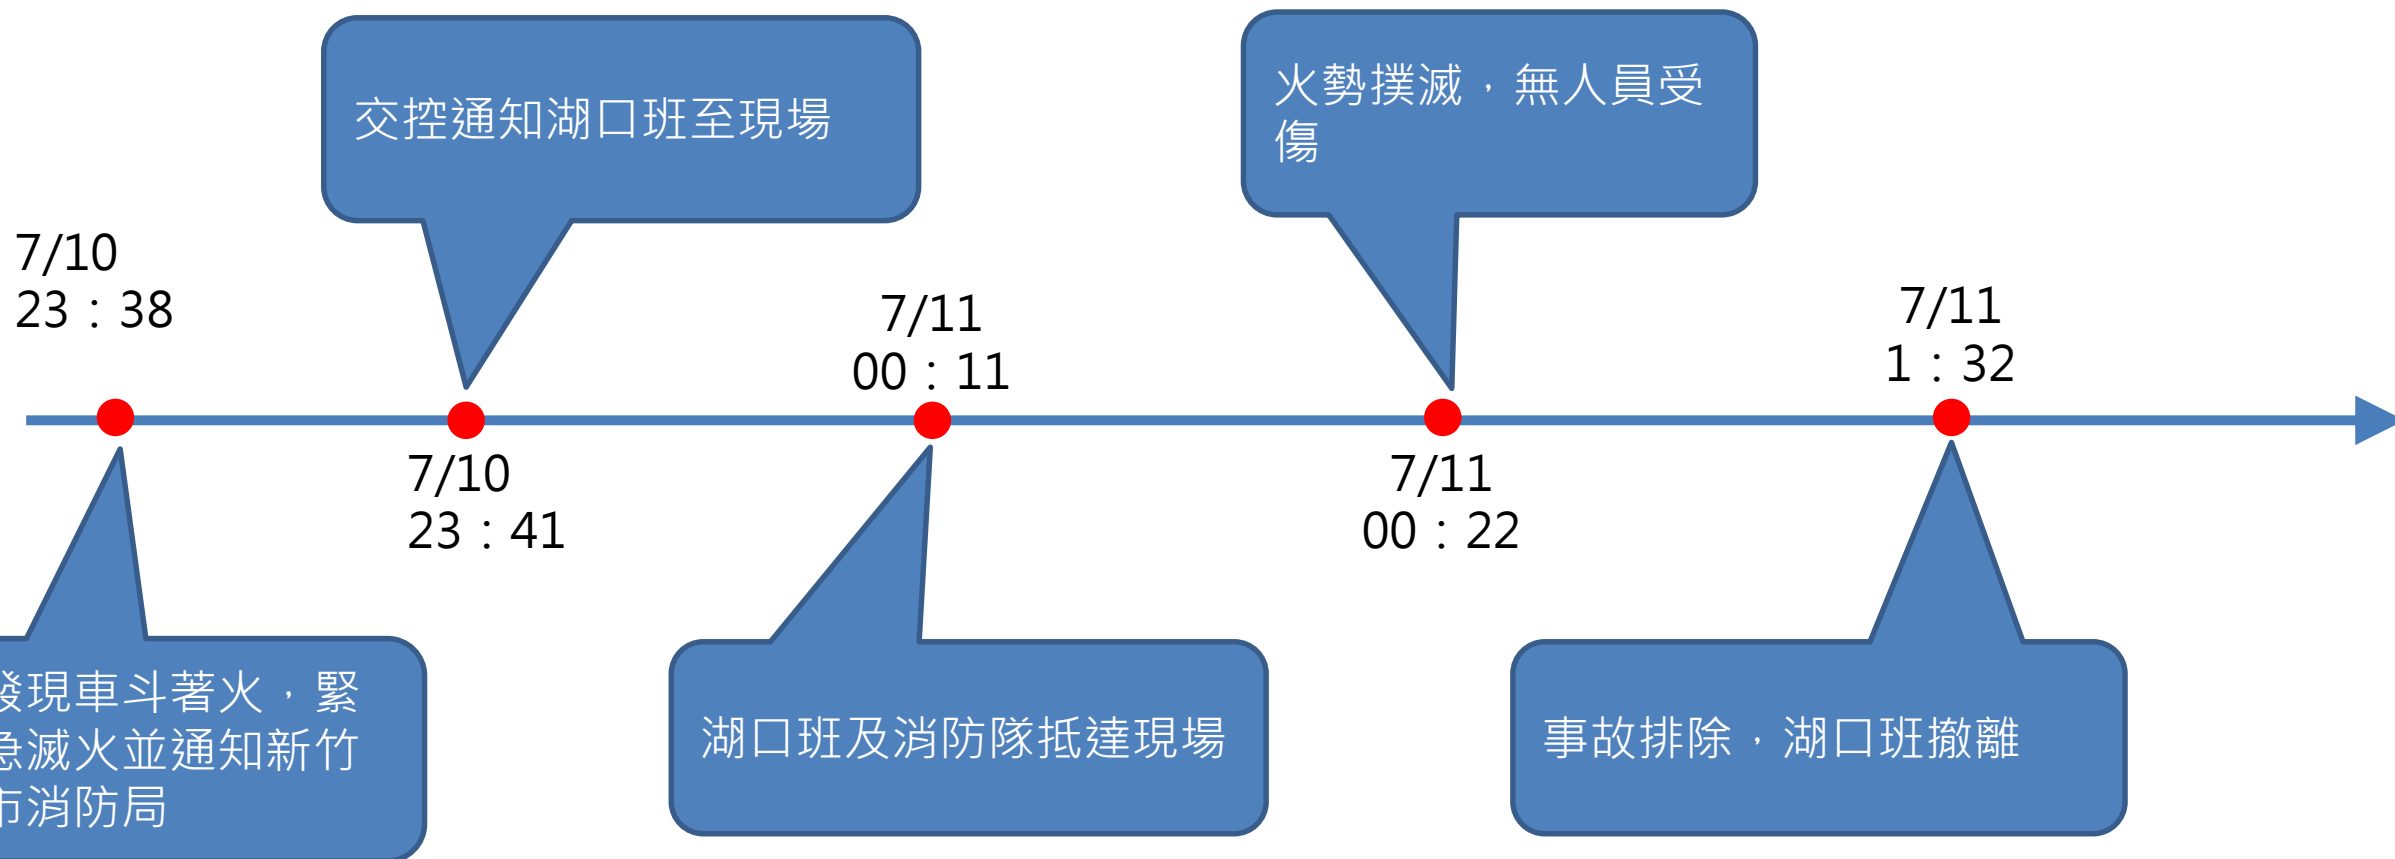 交控通知湖口班至現場
火勢撲滅，無人員受
傷
7/10
23：38
7/11
00：11
7/11
1：32
7/10
23：41
7/11
00：22
發現車斗著火，緊
急滅火並通知新竹
市消防局
湖口班及消防隊抵達現場
事故排除，湖口班撤離